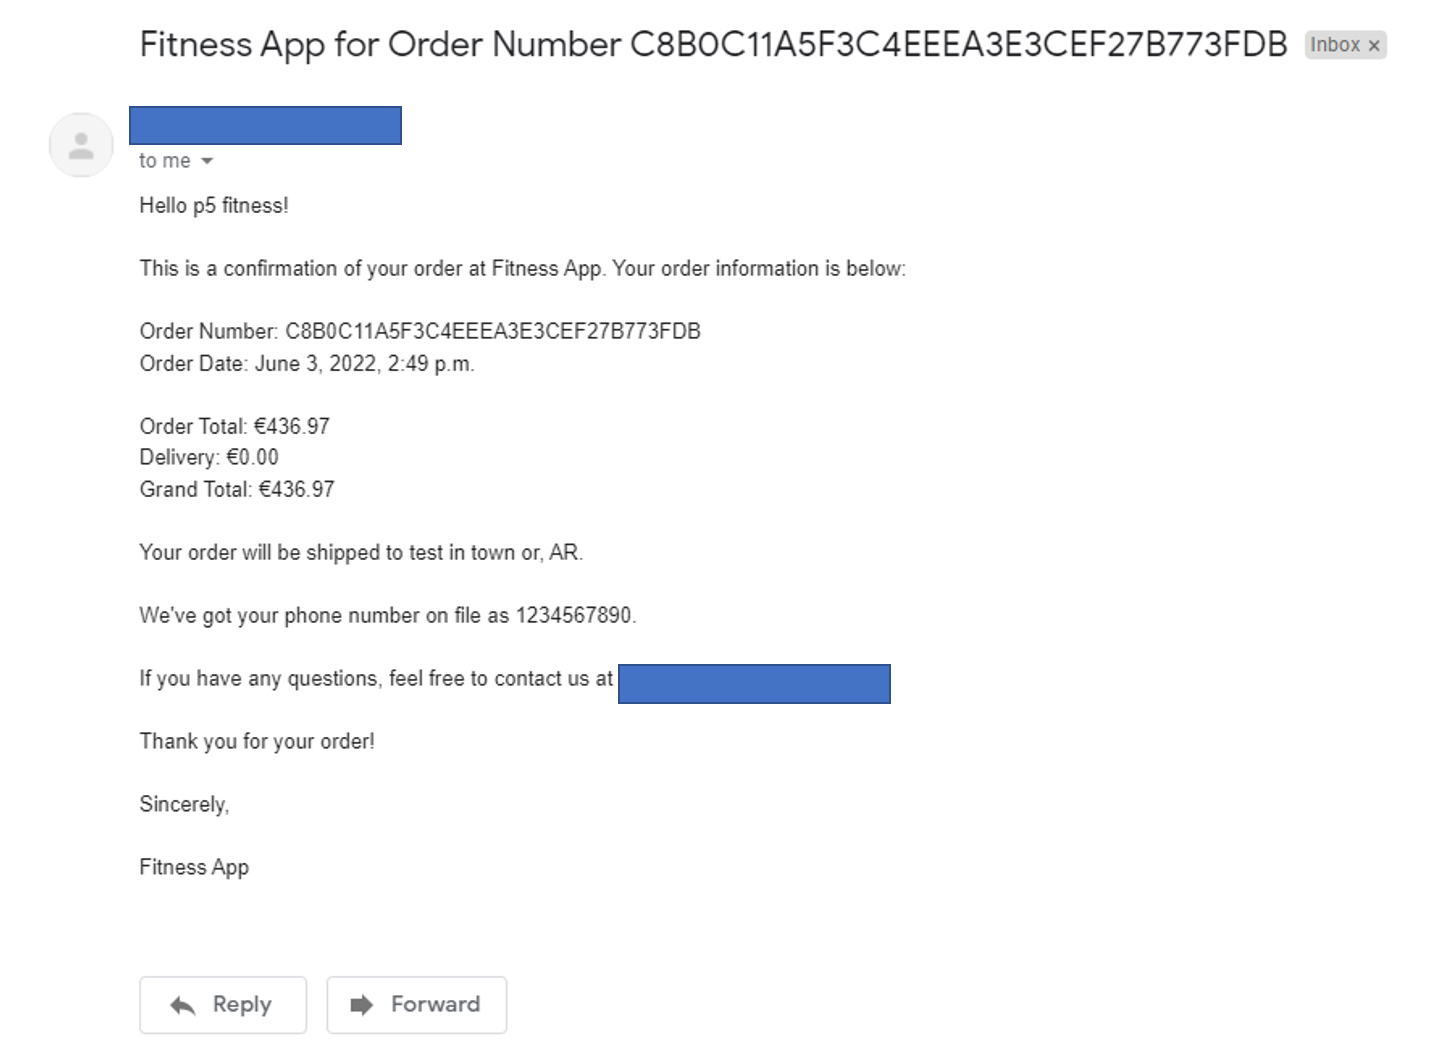 Fitness App for Order Number C8B0C11A5F3C4EEEA3E3CEF27B773FDB Inbox ×
to me
Hello p5 fitness!
This is a confirmation of your order at Fitness App. Your order information is below:
Order Number: C8B0C11A5F3C4EEEA3E3CEF27B773FDB
Order Date: June 3, 2022, 2:49 p.m.
Order Total: €436.97
Delivery: €0.00
Grand Total: €436.97
Your order will be shipped to test in town or, AR.
We've got your phone number on file as 1234567890.
If you have any questions, feel free to contact us at
Thank you for your order!
Sincerely,
Fitness App
Reply Forward